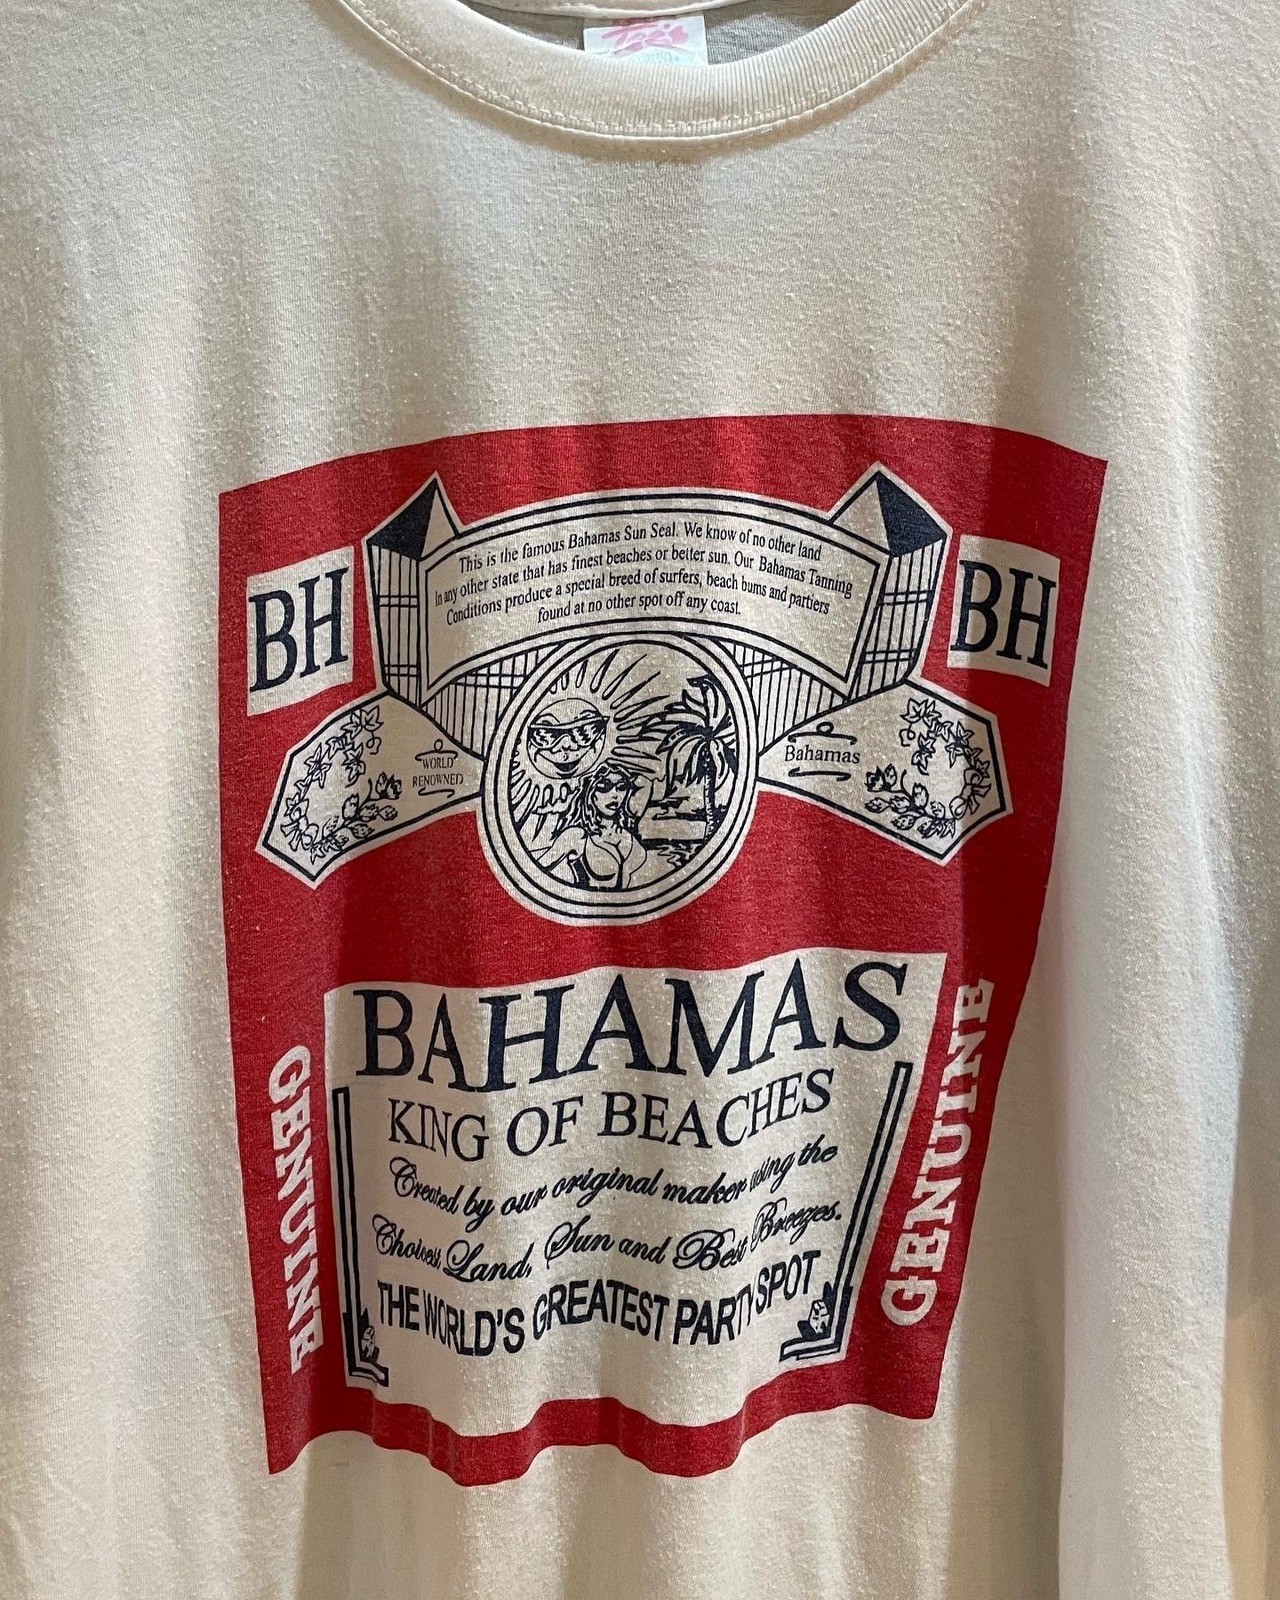 Tee's
BH
This is the famous Bahamas Sun Seal. We know of no other land
In any other state that has finest beaches or better sun. Our Bahamas Tanning
Conditions produce a special breed of surfers, beach bums and partiers
found at no other spot off any coast.
BH
WORLD
RENOWNED
Bahamas
BAHAMAS
KING OF BEACHES
Created by our original maker using the
Choicest Land, Sun and Best Breezes.
THE WORLD'S GREATEST PARTY SPOT
GENUINE
GENUINE